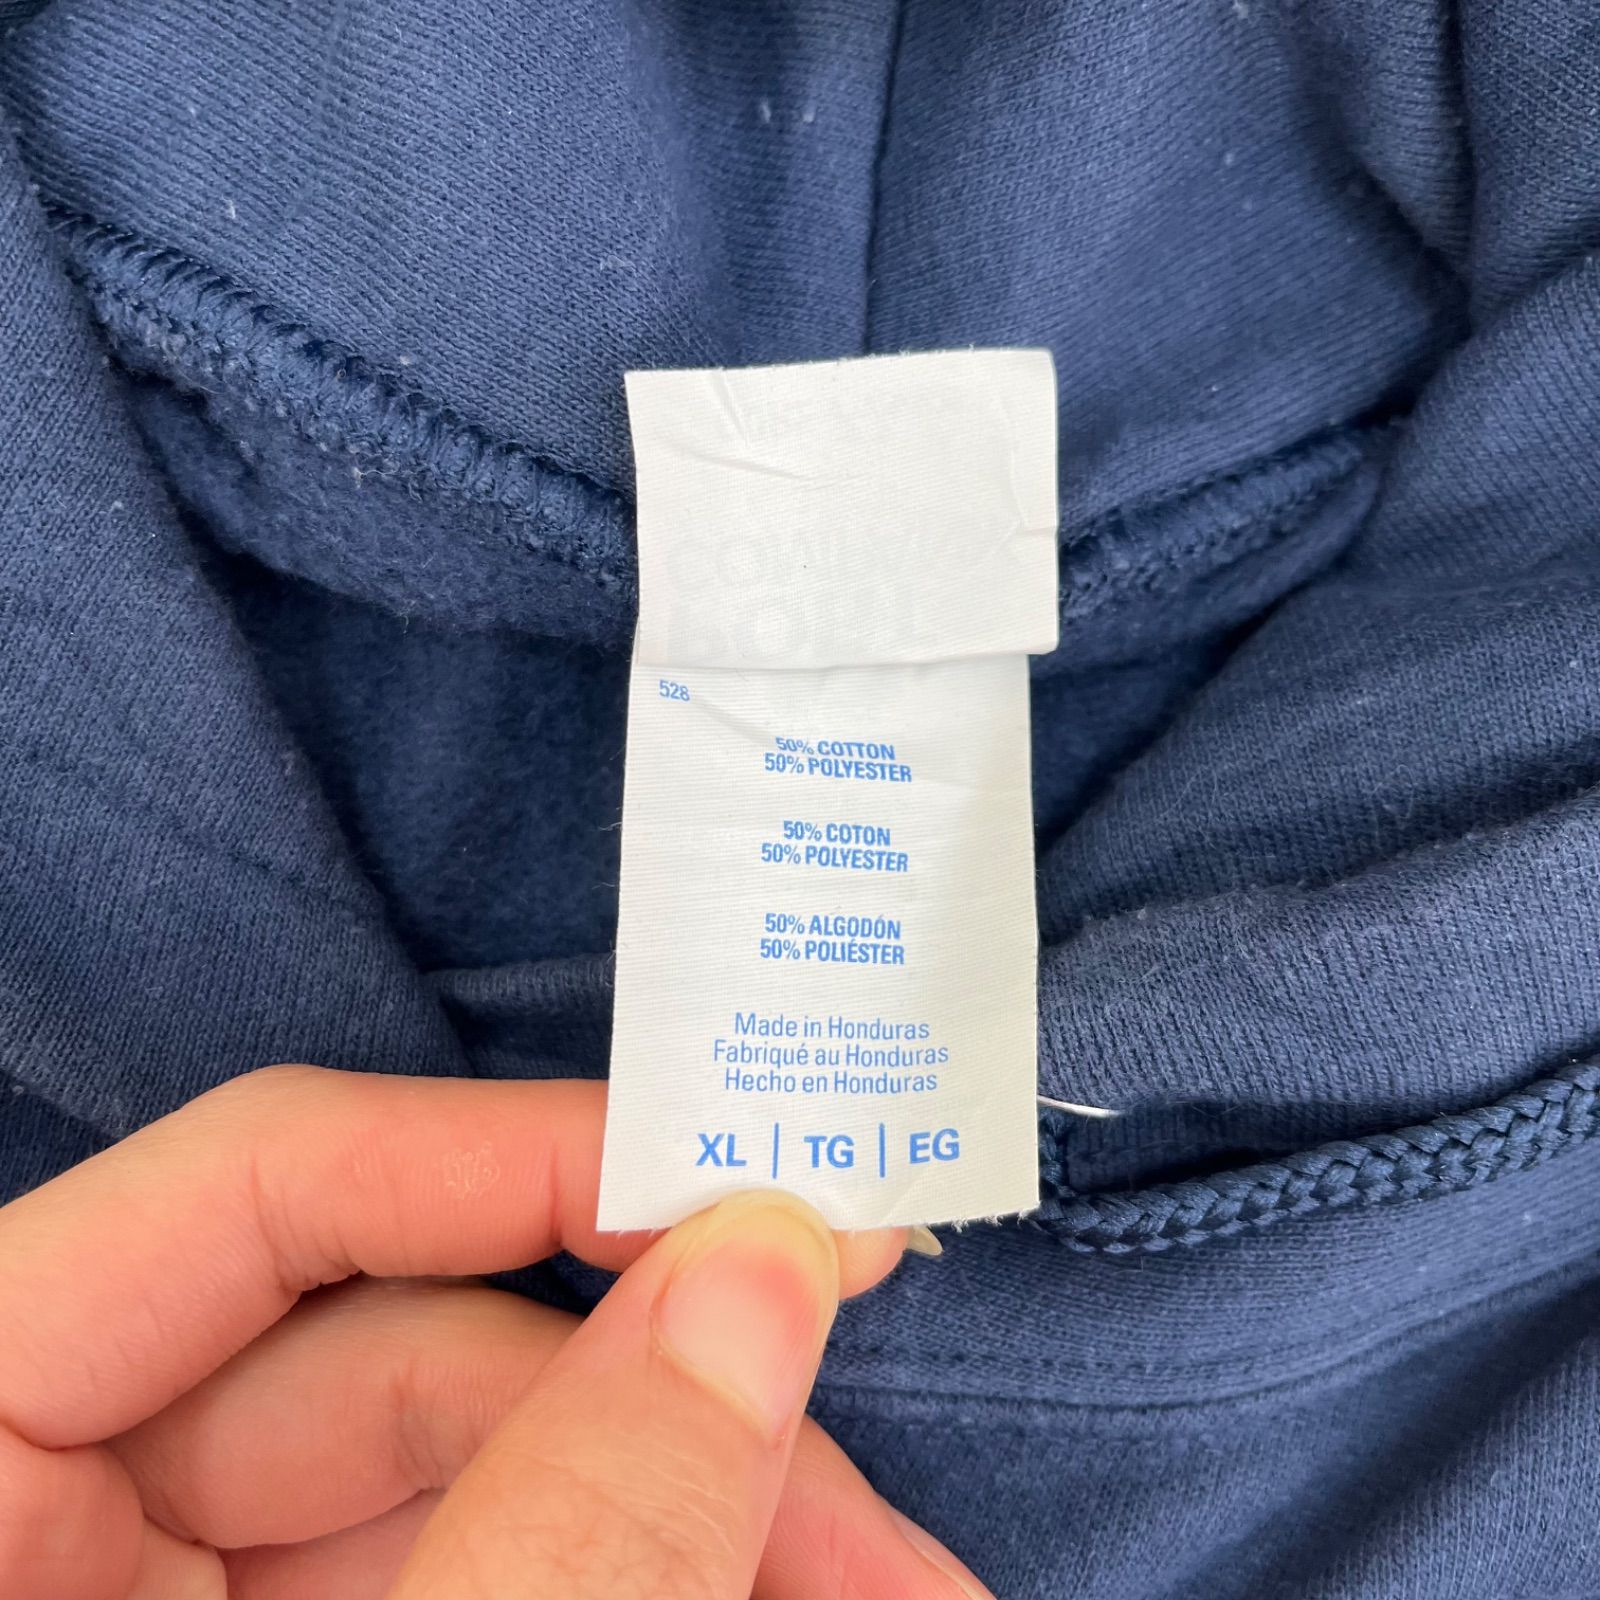 528
50% COTTON
50% POLYESTER
50% COTON
50% POLYESTER
50% ALGODÓN
50% POLIÉSTER
Made in Honduras
Fabriqué au Honduras
Hecho en Honduras
XL | TG | EG